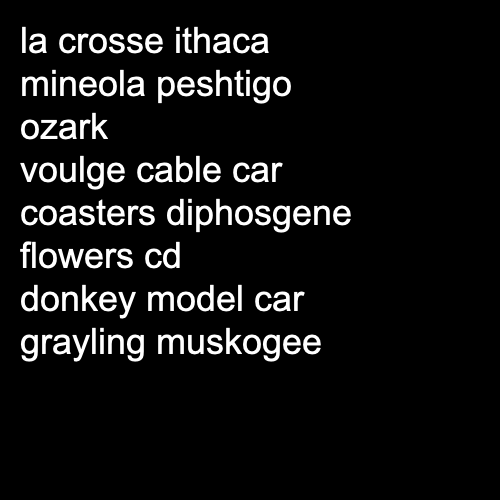 la crosse ithaca
mineola peshtigo
ozark
voulge cable car
coasters diphosgene
flowers cd
donkey model car
grayling muskogee